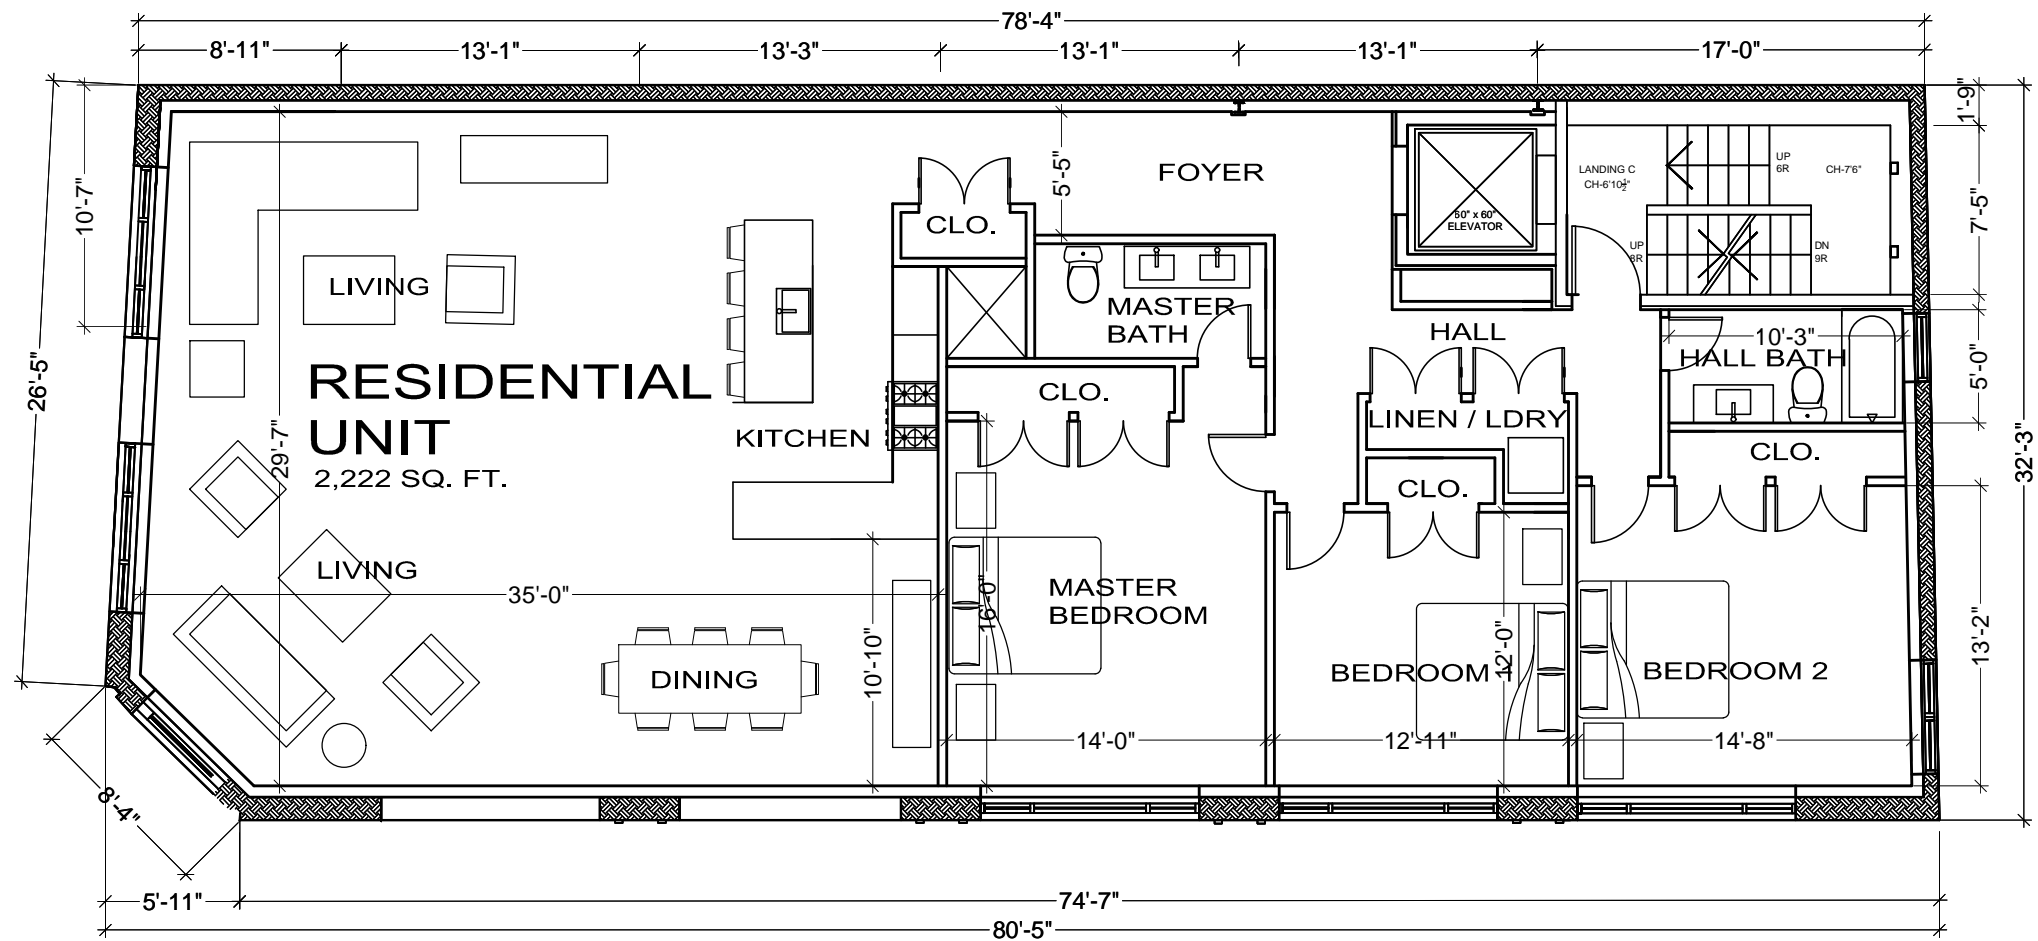 78'-4"
8'-11" 13'-1" 13'-3" 13'-1" 13'-1" 17'-0"
1'-9"
10'-7"
5'-5"
FOYER
LANDING C
CH-6'10½"
UP
6R
CH-7'6"
7'-5"
CLO.
60" x 60"
ELEVATOR
UP
8R
DN
9R
LIVING
MASTER
BATH
HALL
10'-3"
HALL BATH
5'-0"
26'-5"
RESIDENTIAL
UNIT
2,222 SQ. FT.
29'-7"
KITCHEN
CLO.
LINEN / LDRY
CLO.
CLO.
32'-3"
LIVING
35'-0"
16'-0"
MASTER
BEDROOM
12'-0"
13'-2"
10'-10"
DINING
BEDROOM 1
BEDROOM 2
14'-0"
12'-11"
14'-8"
8'-4"
5'-11"
74'-7"
80'-5"